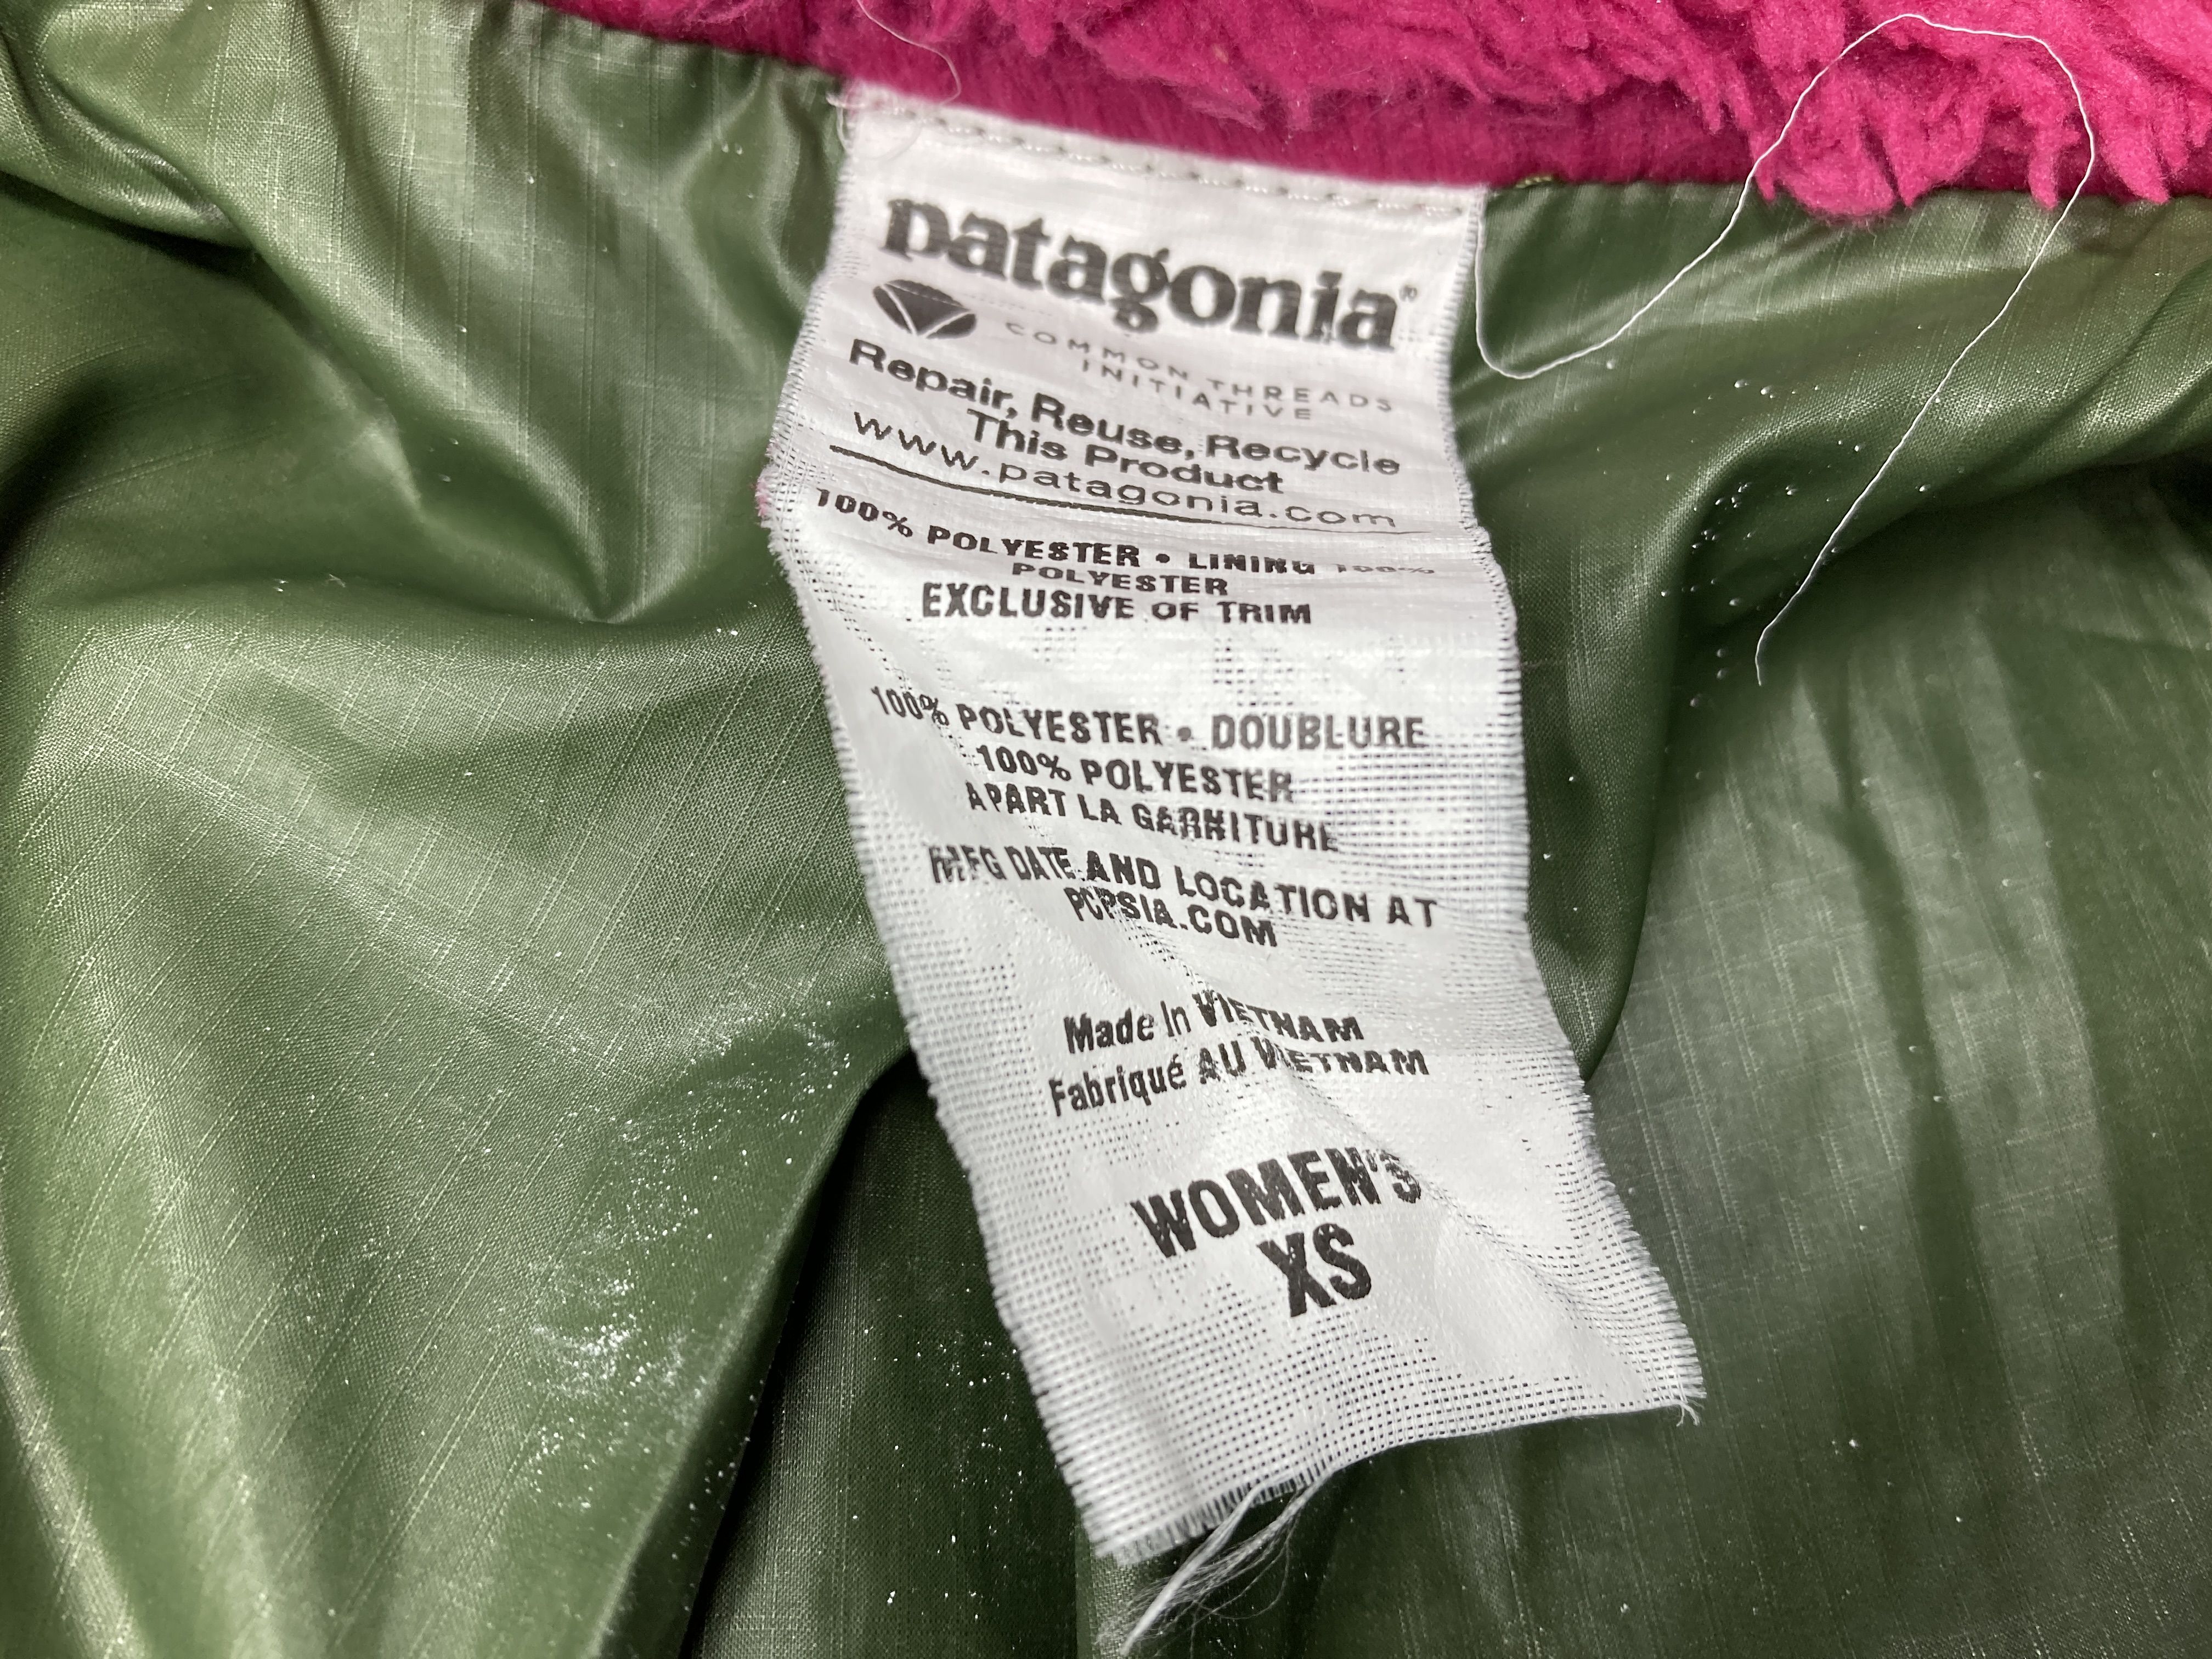 patagonia®
COMMON THREADS
INITIATIVE
Repair, Reuse, Recycle
This Product
www.patagonia.com
100% POLYESTER • LINING 100%
POLYESTER
EXCLUSIVE OF TRIM
100% POLYESTER • DOUBLURE
100% POLYESTER
APART LA GARNITURE
MFG DATE AND LOCATION AT
PCPSIA.COM
Made In VIETNAM
Fabriqué AU VIETNAM
WOMEN'S
XS